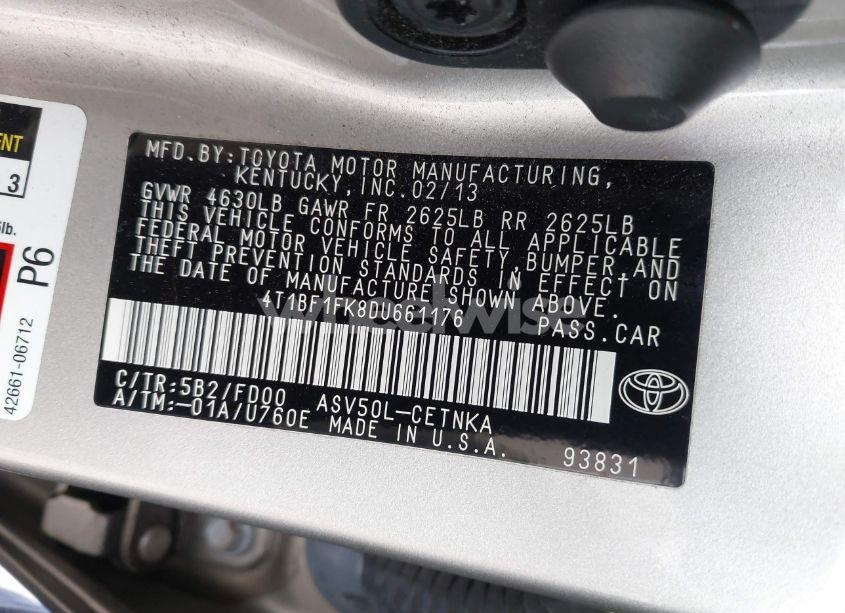 MFD.BY:TOYOTA MOTOR MANUFACTURING,
KENTUCKY,INC.02/13
GVWR 4630LB GAWR FR 2625LB RR 2625LB
THIS VEHICLE CONFORMS TO ALL APPLICABLE
FEDERAL MOTOR VEHICLE SAFETY,BUMPER,AND
THEFT PREVENTION STANDARDS IN EFFECT ON
THE DATE OF MANUFACTURE SHOWN ABOVE.
4T1BF1FK8DU661176
PASS.CAR
C/TR:5B2/FD00 ASV50L-CETNKA
A/TM:-01A/U760E MADE IN U.S.A.
93831
ENT
3
lb.
P6
42661-06712